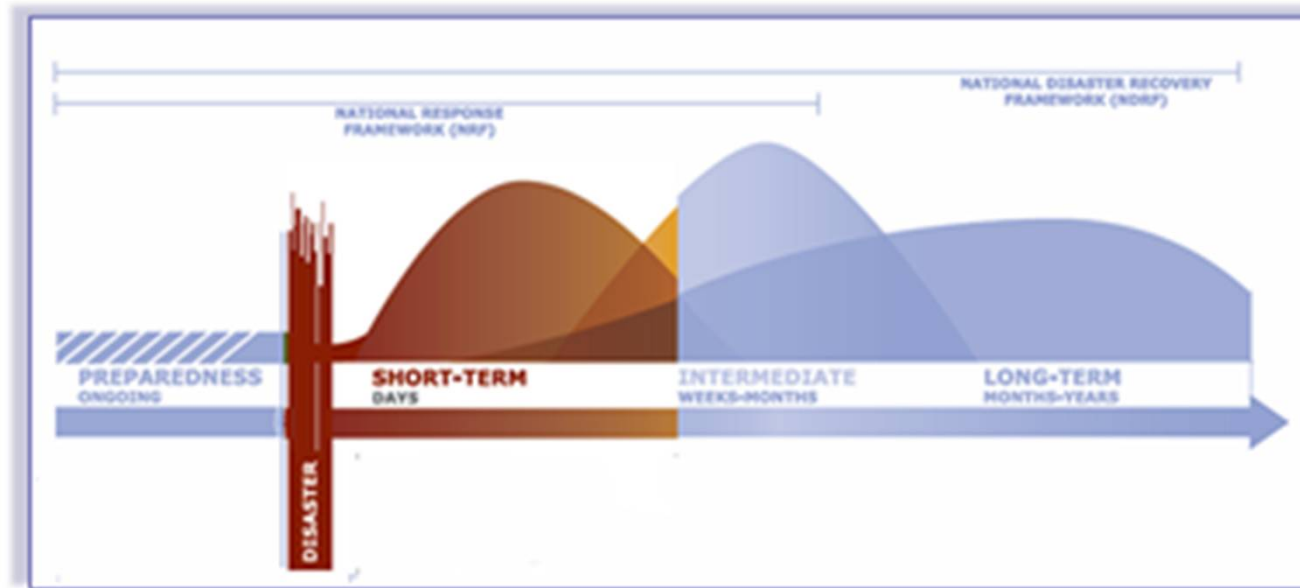 NATIONAL DISASTER RECOVERY
FRAMEWORK (NDRF)
NATIONAL RESPONSE
FRAMEWORK (NRF)
PREPAREDNESS
ONGOING
SHORT-TERM
DAYS
INTERMEDIATE
WEEKS-MONTHS
LONG-TERM
MONTHS-YEARS
DISASTER